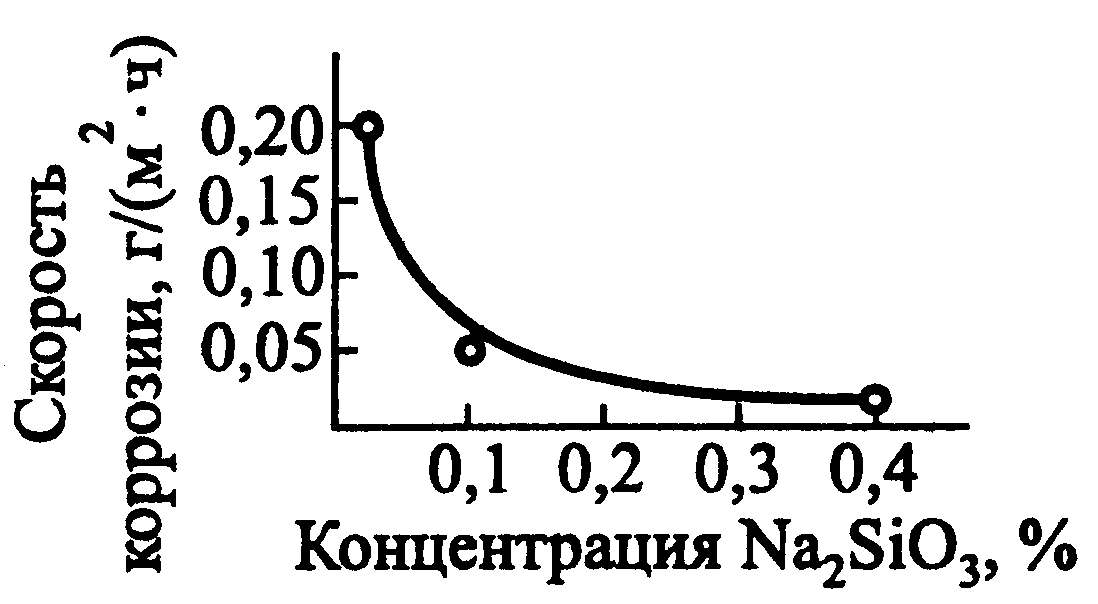 Скорость
коррозии, г/(м² · ч)
0,20
0,15
0,10
0,05
0,1 0,2 0,3 0,4
Концентрация Na₂SiO₃, %